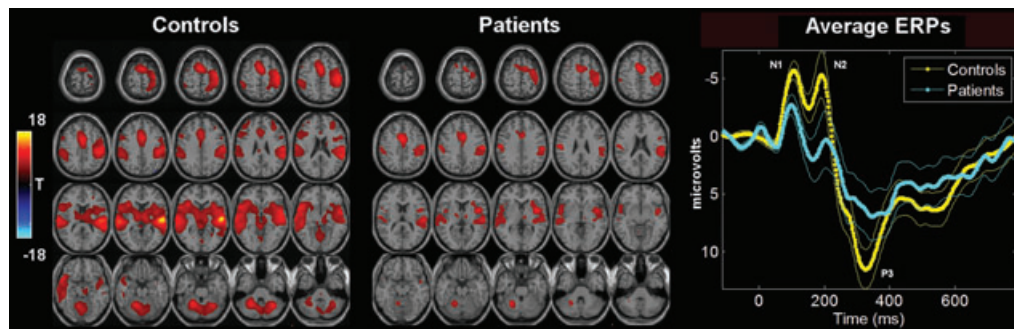 Controls
Patients
Average ERPs
18
T
-18
N1
N2
Controls
Patients
P3
-5
0
5
10
microvolts
0
200
400
600
Time (ms)